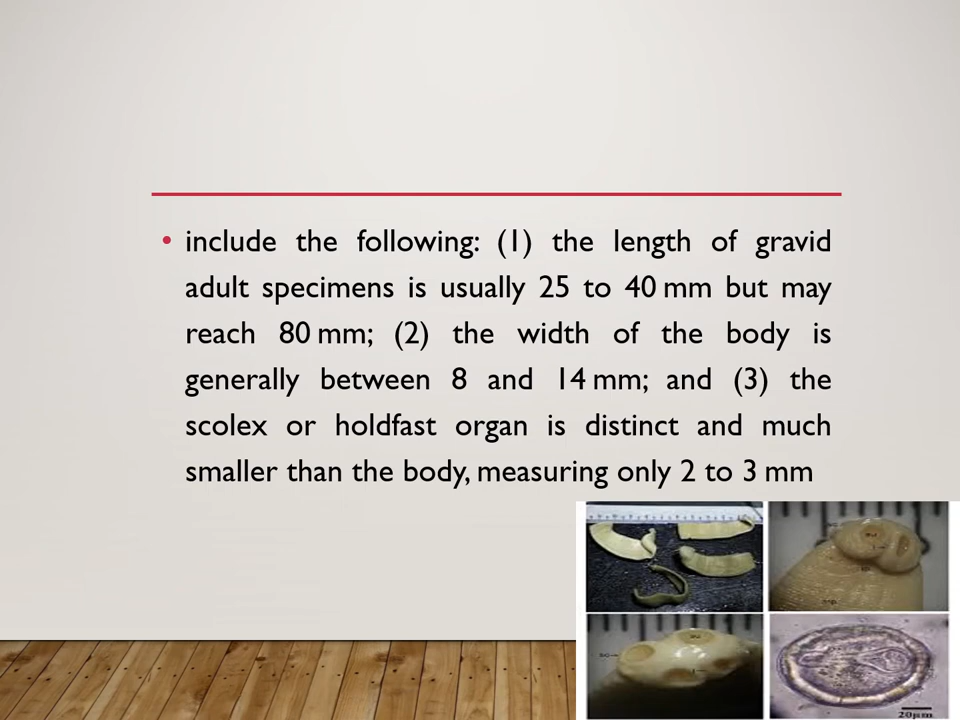 • include the following: (1) the length of gravid
adult specimens is usually 25 to 40 mm but may
reach 80 mm; (2) the width of the body is
generally between 8 and 14 mm; and (3) the
scolex or holdfast organ is distinct and much
smaller than the body, measuring only 2 to 3 mm
20µm